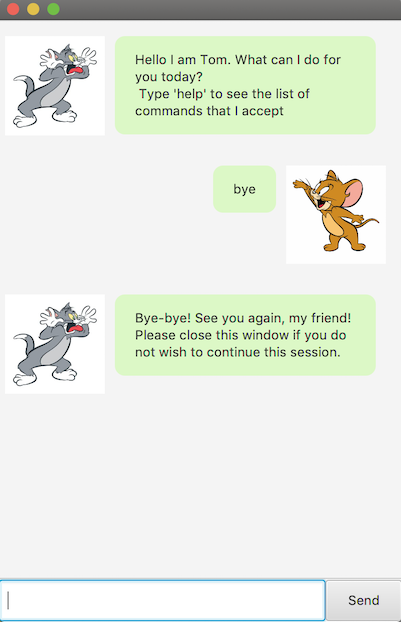 Hello I am Tom. What can I do for
you today?
Type 'help' to see the list of
commands that I accept
bye
Bye-bye! See you again, my friend!
Please close this window if you do
not wish to continue this session.
Send